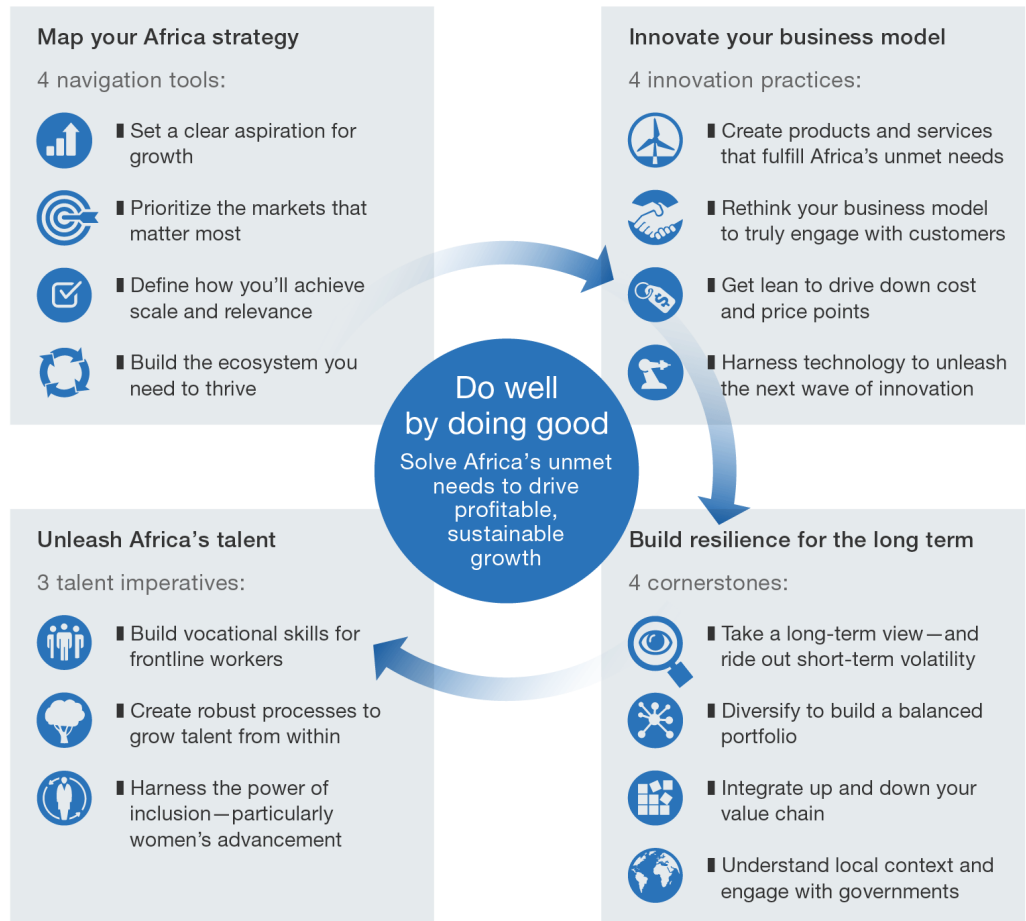 Map your Africa strategy
4 navigation tools:
▮ Set a clear aspiration for
growth
▮ Prioritize the markets that
matter most
▮ Define how you’ll achieve
scale and relevance
▮ Build the ecosystem you
need to thrive
Innovate your business model
4 innovation practices:
▮ Create products and services
that fulfill Africa’s unmet needs
▮ Rethink your business model
to truly engage with customers
$
▮ Get lean to drive down cost
and price points
▮ Harness technology to unleash
the next wave of innovation
Do well
by doing good
Solve Africa’s unmet
needs to drive
profitable,
sustainable
growth
Unleash Africa’s talent
3 talent imperatives:
▮ Build vocational skills for
frontline workers
▮ Create robust processes to
grow talent from within
▮ Harness the power of
inclusion—particularly
women’s advancement
Build resilience for the long term
4 cornerstones:
▮ Take a long-term view—and
ride out short-term volatility
▮ Diversify to build a balanced
portfolio
▮ Integrate up and down your
value chain
▮ Understand local context and
engage with governments